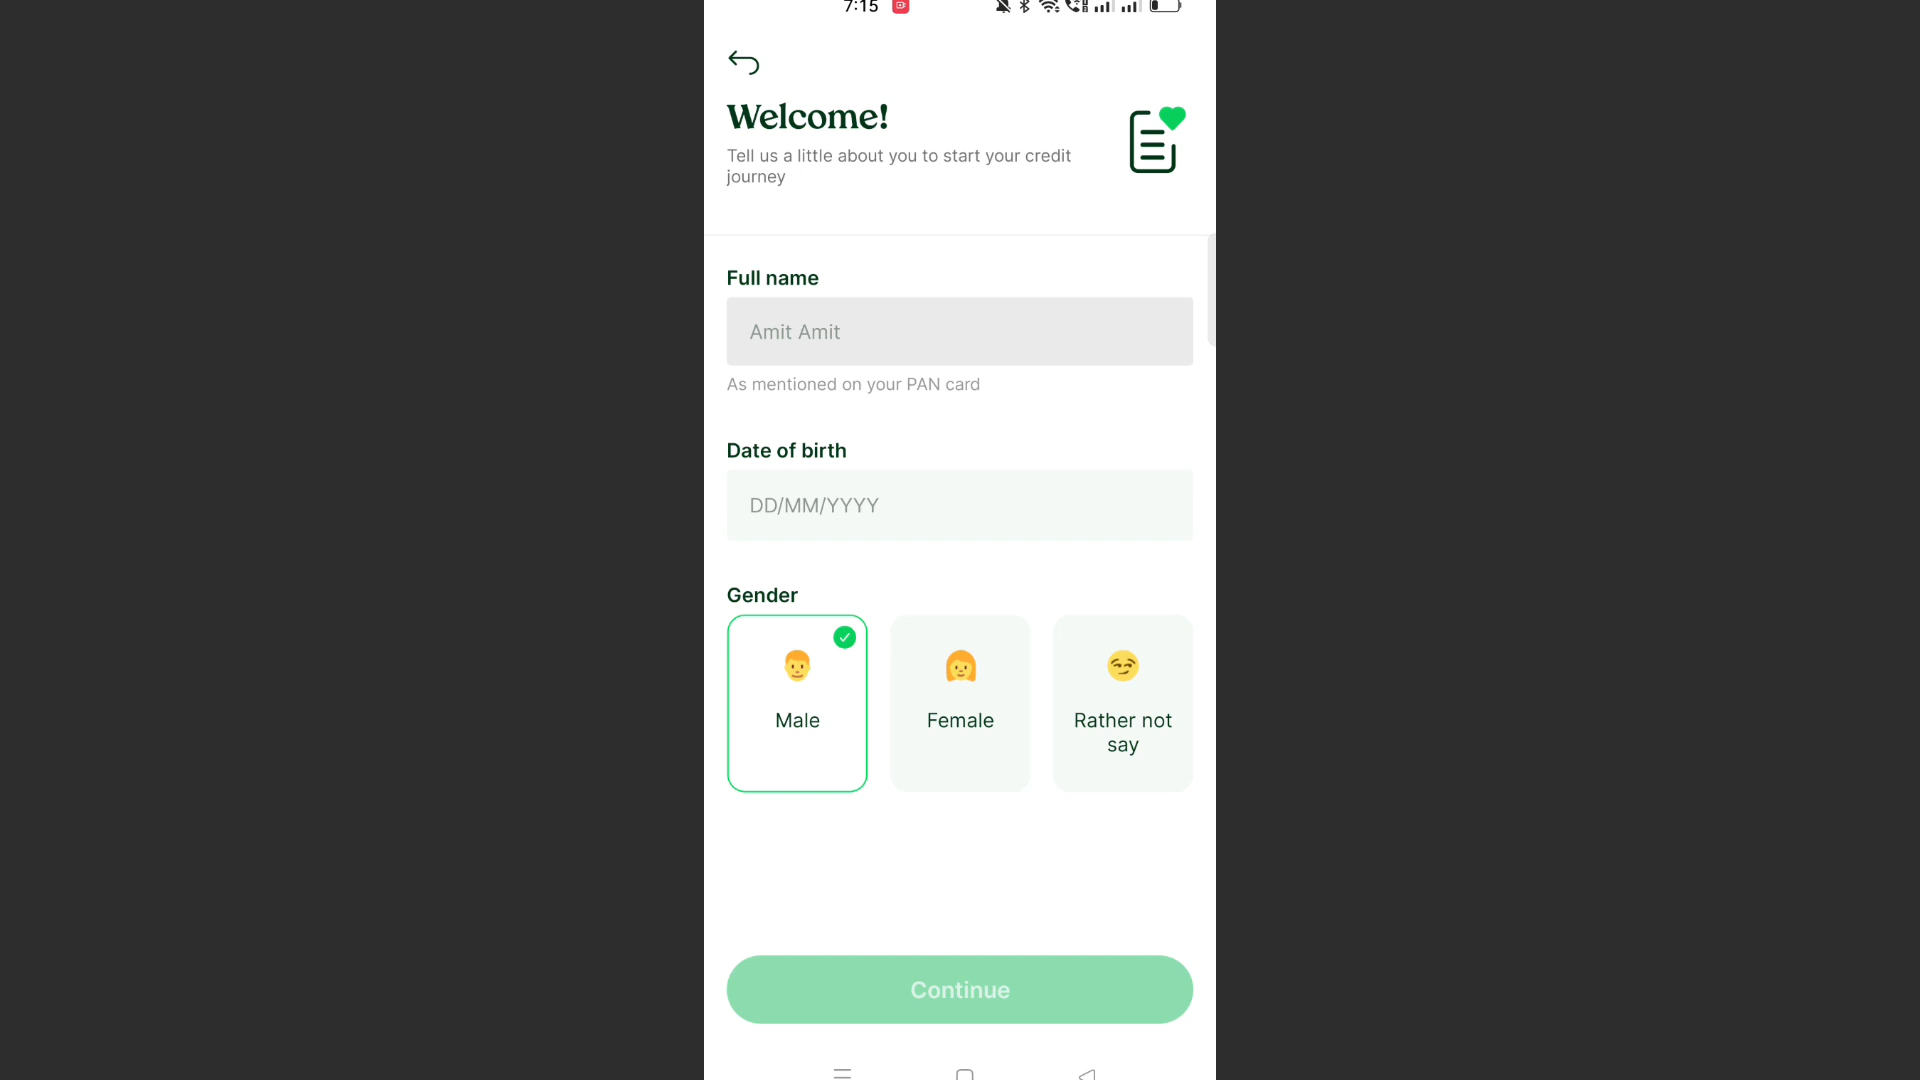 7:15
Welcome!
Tell us a little about you to start your credit
journey
Full name
Amit Amit
As mentioned on your PAN card
Date of birth
DD/MM/YYYY
Gender
Male
Female
Rather not
say
Continue